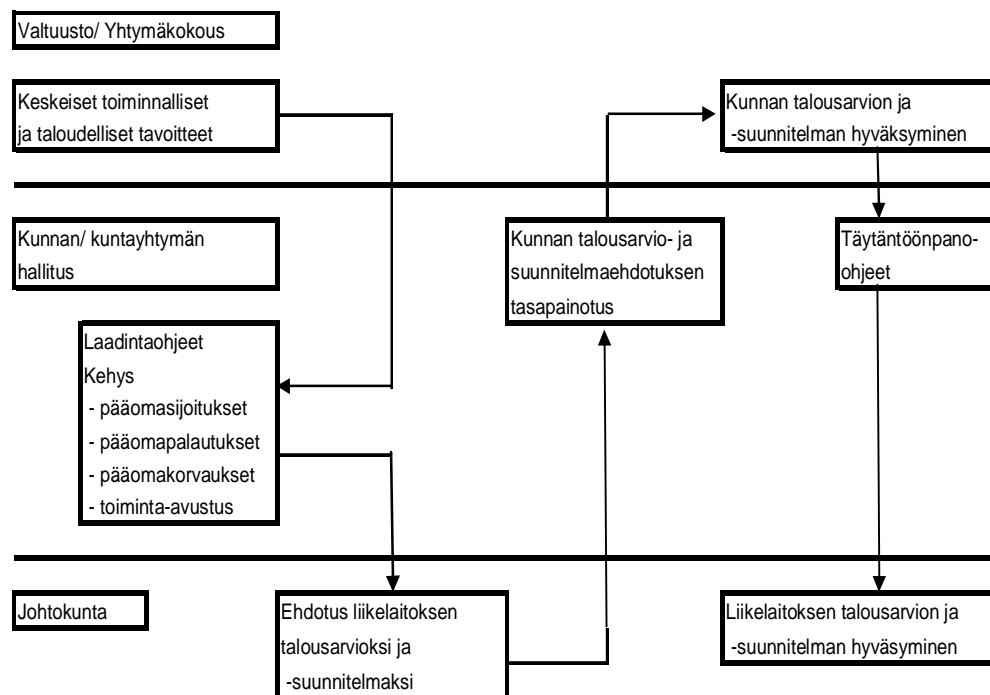 Valtuusto/ Yhtymäkokous
Keskeiset toiminnalliset
ja taloudelliset tavoitteet
Kunnan talousarvion ja
-suunnitelman hyväksyminen
Kunnan/ kuntayhtymän
hallitus
Kunnan talousarvio- ja
suunnitelmaehdotuksen
tasapainotus
Täytäntöönpano-
ohjeet
Laadintaohjeet
Kehys
- pääomasijoitukset
- pääomapalautukset
- pääomakorvaukset
- toiminta-avustus
Johtokunta
Ehdotus liikelaitoksen
talousarvioksi ja
-suunnitelmaksi
Liikelaitoksen talousarvion ja
-suunnitelman hyväsyminen